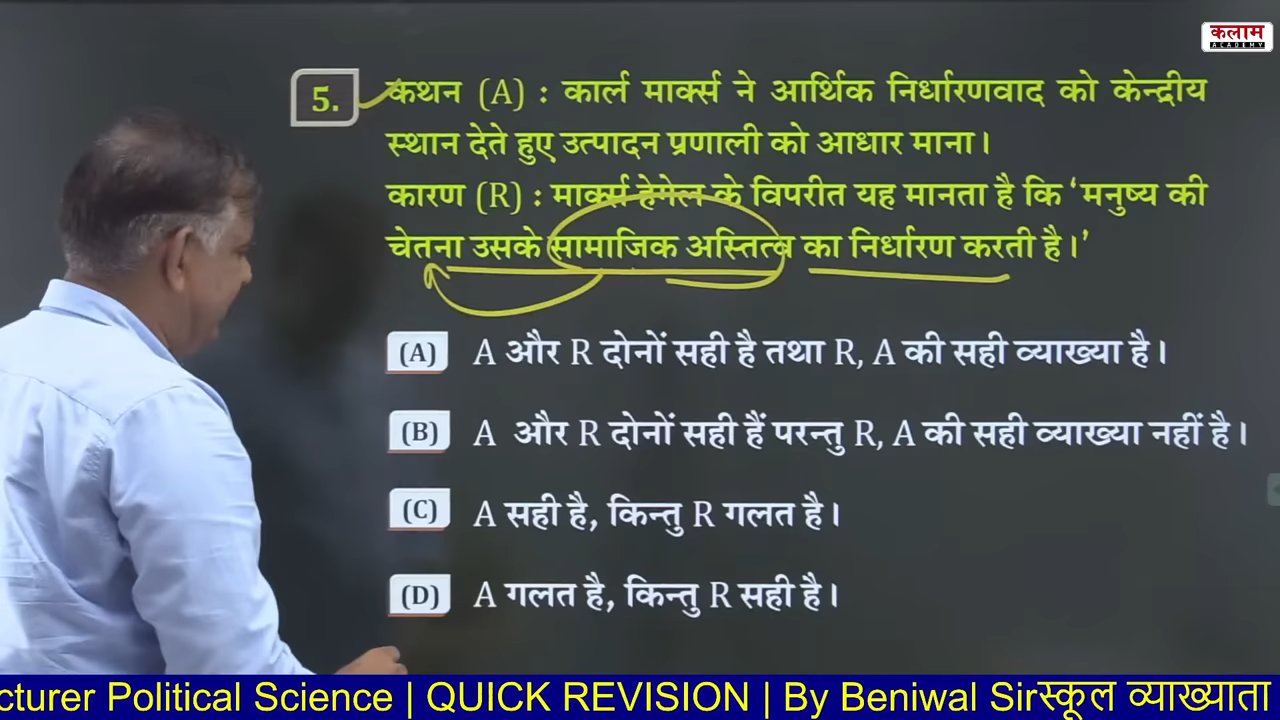 कलाम
ACADEMY
5. कथन (A) : कार्ल मार्क्स ने आर्थिक निर्धारणवाद को केन्द्रीय
स्थान देते हुए उत्पादन प्रणाली को आधार माना।
कारण (R) : मार्क्स हेगेल के विपरीत यह मानता है कि ‘मनुष्य की
चेतना उसके सामाजिक अस्तित्व का निर्धारण करती है।’
(A) A और R दोनों सही है तथा R, A की सही व्याख्या है।
(B) A और R दोनों सही हैं परन्तु R, A की सही व्याख्या नहीं है।
(C) A सही है, किन्तु R गलत है।
(D) A गलत है, किन्तु R सही है।
cturer Political Science | QUICK REVISION | By Beniwal Sirस्कूल व्याख्याता